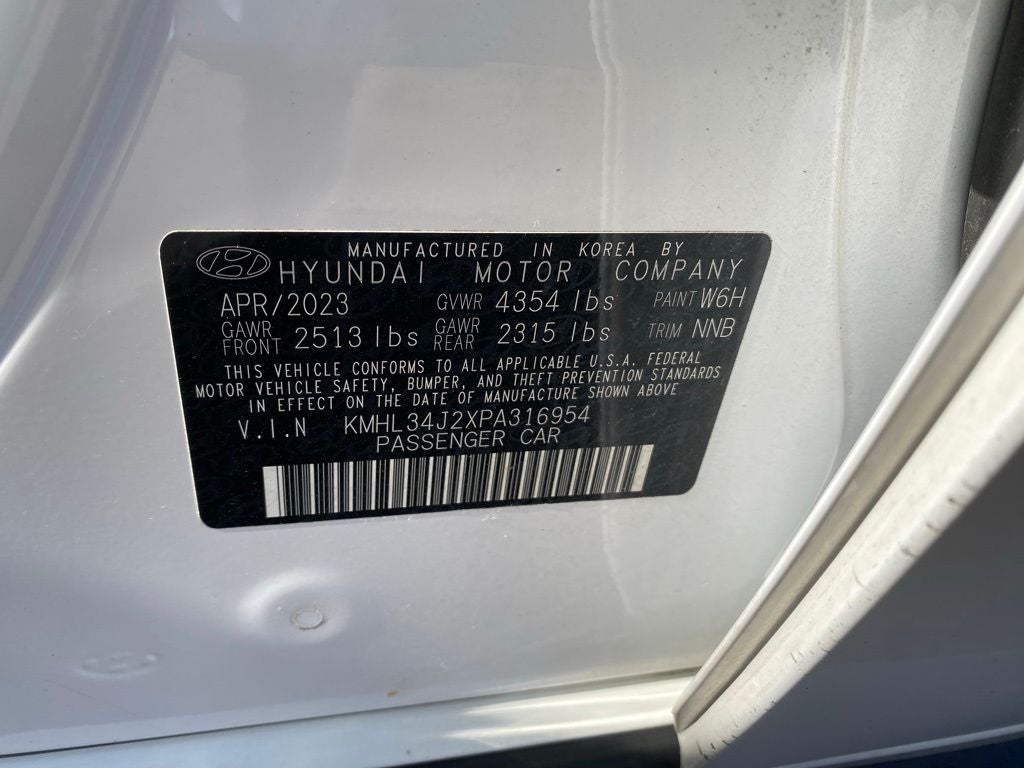 MANUFACTURED IN KOREA BY
HYUNDAI MOTOR COMPANY
APR/2023 GVWR 4354 lbs PAINT W6H
GAWR FRONT 2513 lbs GAWR REAR 2315 lbs TRIM NNB
THIS VEHICLE CONFORMS TO ALL APPLICABLE U.S.A. FEDERAL
MOTOR VEHICLE SAFETY, BUMPER, AND THEFT PREVENTION STANDARDS
IN EFFECT ON THE DATE OF MANUFACTURE SHOWN ABOVE
V.I.N KMHL34J2XPA316954
PASSENGER CAR